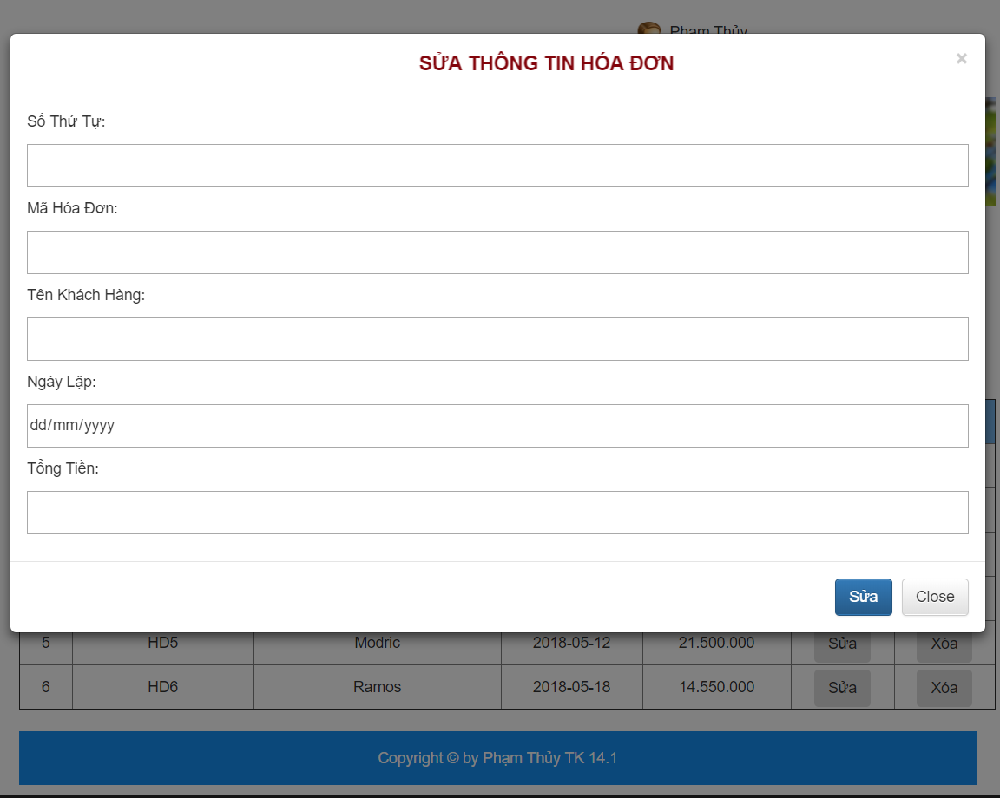 Phạm Thủy
SỬA THÔNG TIN HÓA ĐƠN ×
Số Thứ Tự:
Mã Hóa Đơn:
Tên Khách Hàng:
Ngày Lập:
dd/mm/yyyy
Tổng Tiền:
Sửa Close
5 HD5 Modric 2018-05-12 21.500.000 Sửa Xóa
6 HD6 Ramos 2018-05-18 14.550.000 Sửa Xóa
Copyright © by Phạm Thủy TK 14.1